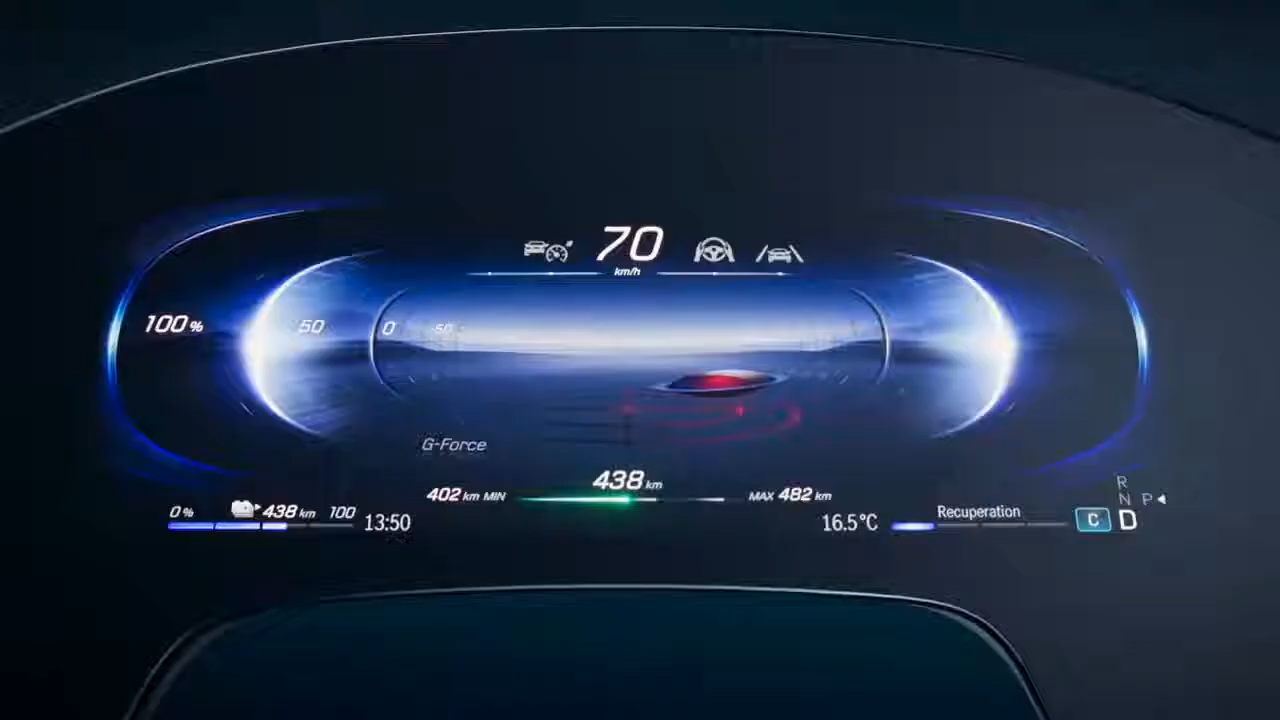 70
km/h
100 %
50
0
-50
G-Force
438 km
402 km MIN
MAX 482 km
0 %
438 km
100
13:50
16.5°C
Recuperation
C
R
N P
D